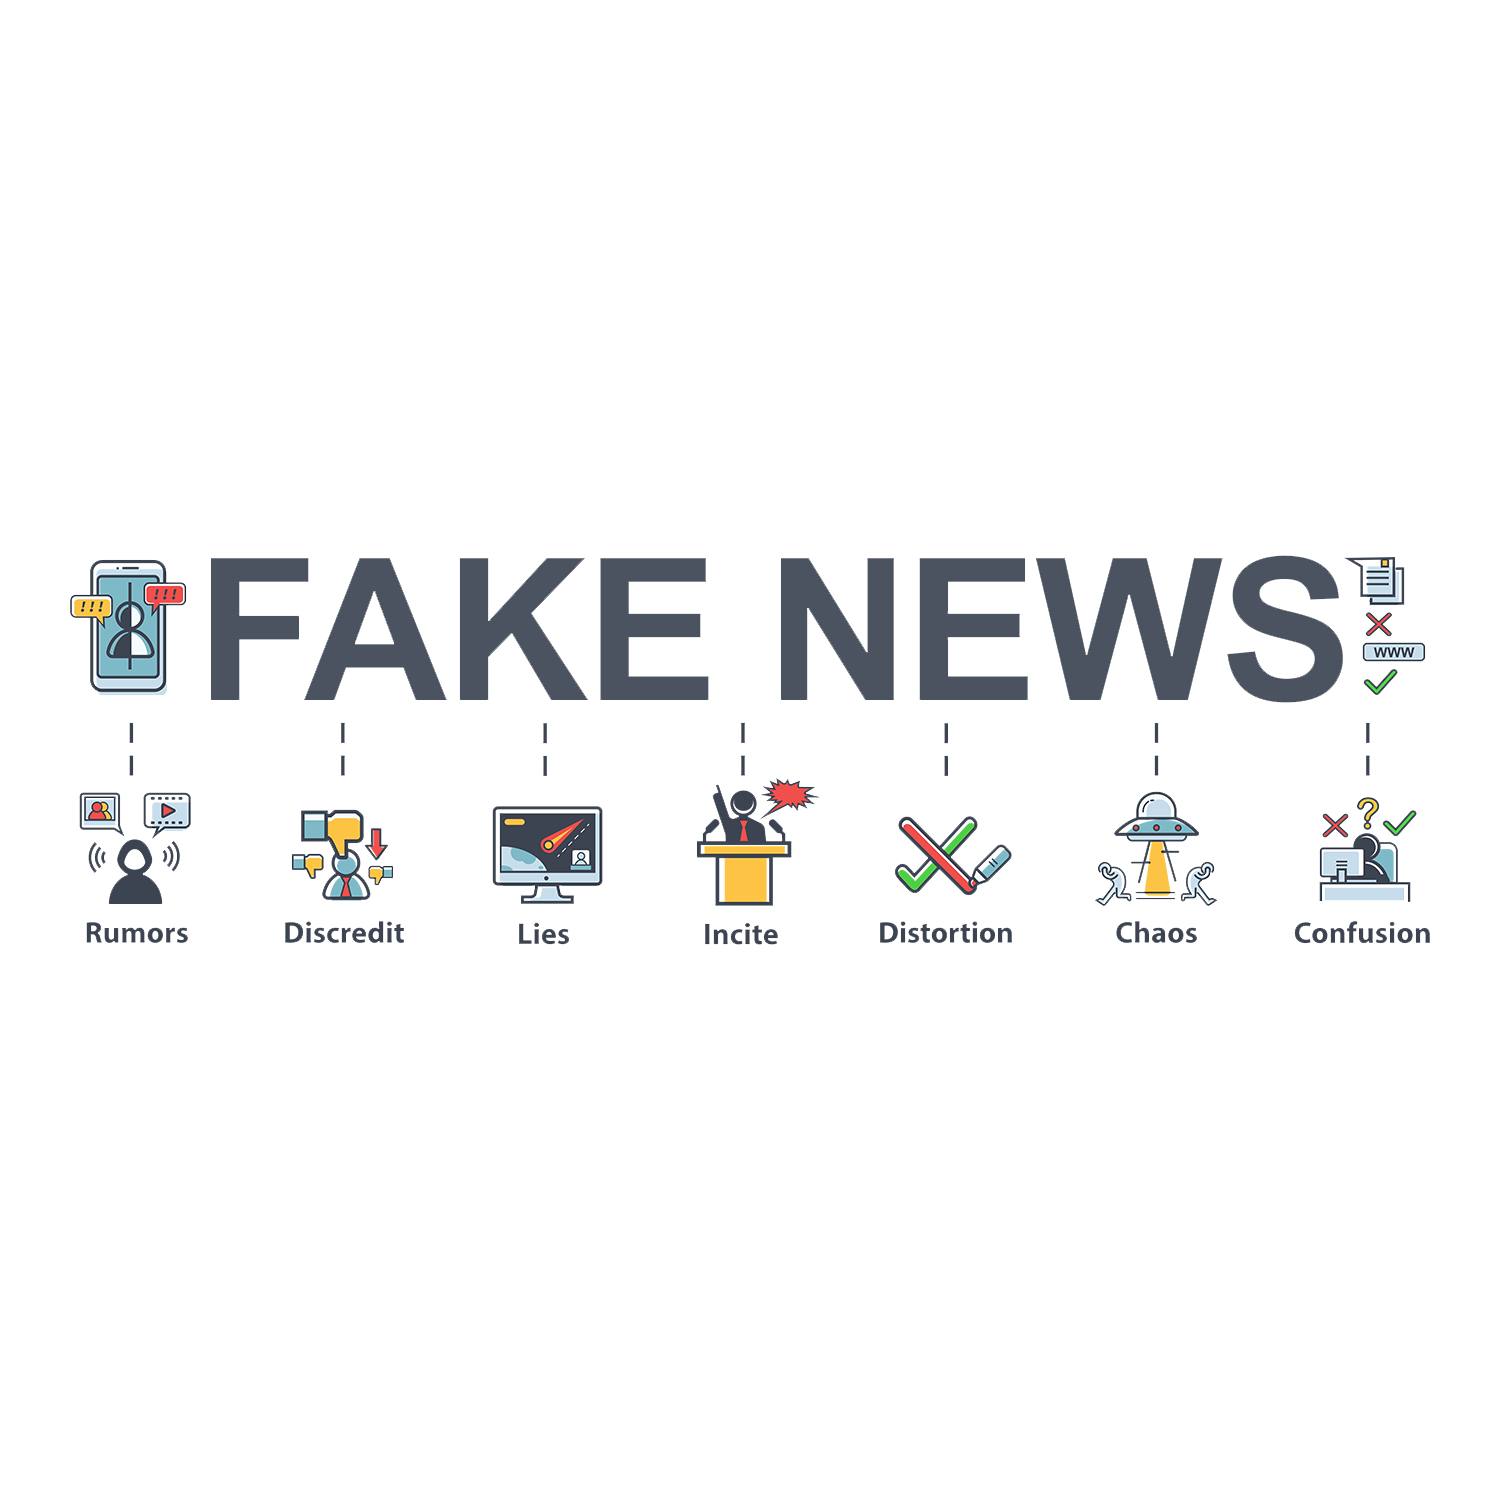 !!!
!!!
FAKE NEWS
www
Rumors
Discredit
Lies
Incite
?
Distortion
Chaos
Confusion